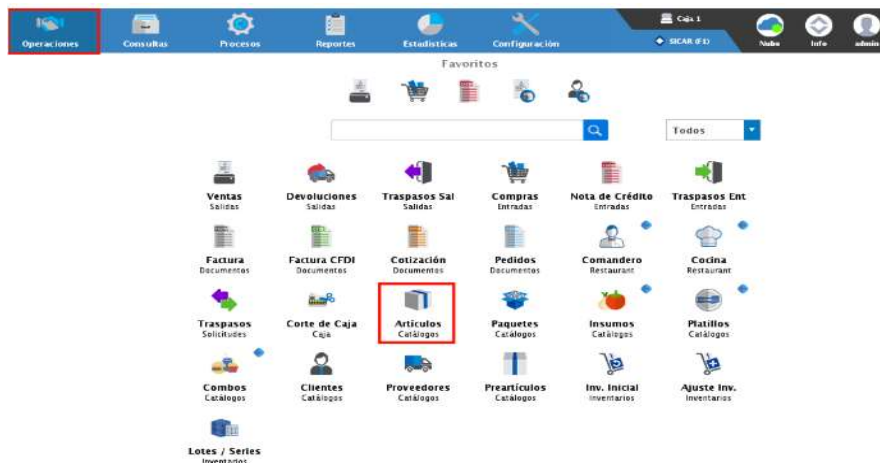 Operaciones Consultas Procesos Reportes Estadísticas Configuración Caja 1
SICAR (F1) Nube Info admin
Favoritos
Todos
Ventas Devoluciones Traspasos Sal Compras Nota de Crédito Traspasos Ent
Salidas Salidas Salidas Entradas Entradas Entradas
Factura Factura CFDI Cotización Pedidos Comandero Cocina
Documentos Documentos Documentos Documentos Restaurant Restaurant
Traspasos Corte de Caja Artículos Paquetes Insumos Platillos
Solicitudes Caja Catálogos Catálogos Catálogos Catálogos
Combos Clientes Proveedores Preartículos Inv. Inicial Ajuste Inv.
Catálogos Catálogos Catálogos Catálogos Inventarios Inventarios
Lotes / Series
Inventarios